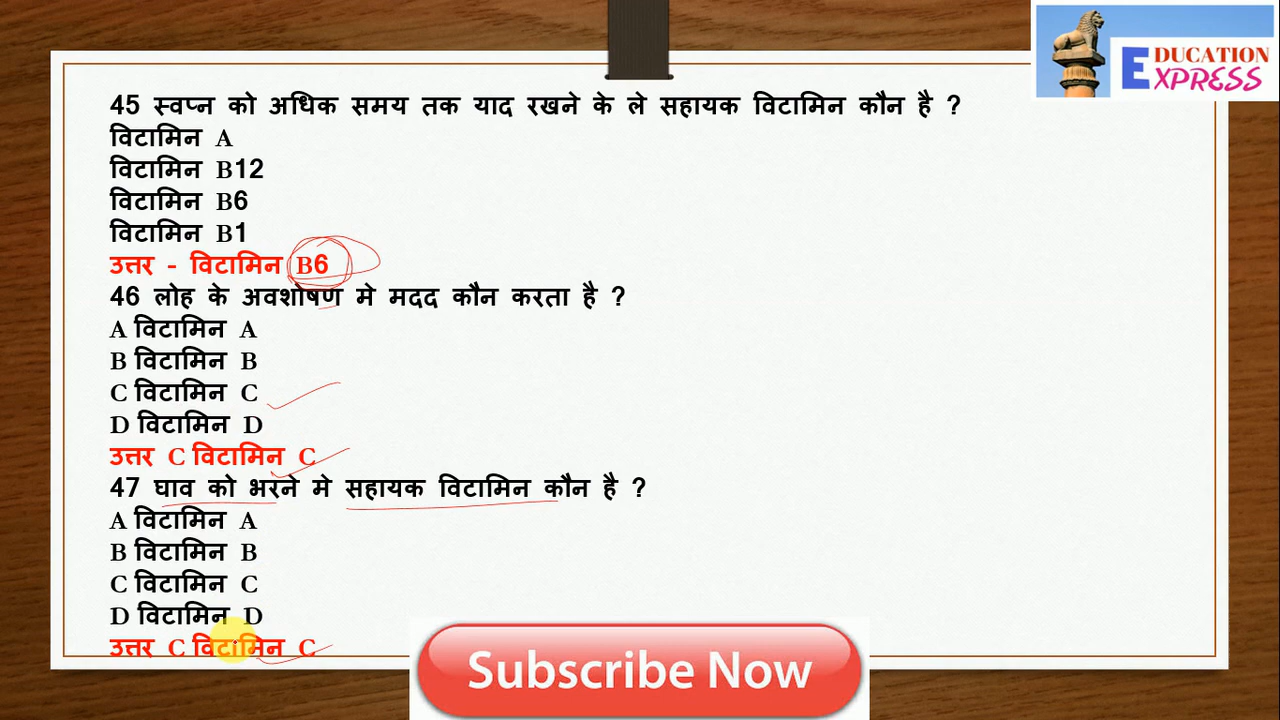 EDUCATION
EXPRESS
45 स्वप्न को अधिक समय तक याद रखने के ले सहायक विटामिन कौन है ?
विटामिन A
विटामिन B12
विटामिन B6
विटामिन B1
उत्तर - विटामिन B6
46 लोह के अवशोषण मे मदद कौन करता है ?
A विटामिन A
B विटामिन B
C विटामिन C
D विटामिन D
उत्तर C विटामिन C
47 घाव को भरने मे सहायक विटामिन कौन है ?
A विटामिन A
B विटामिन B
C विटामिन C
D विटामिन D
उत्तर C विटामिन C
Subscribe Now